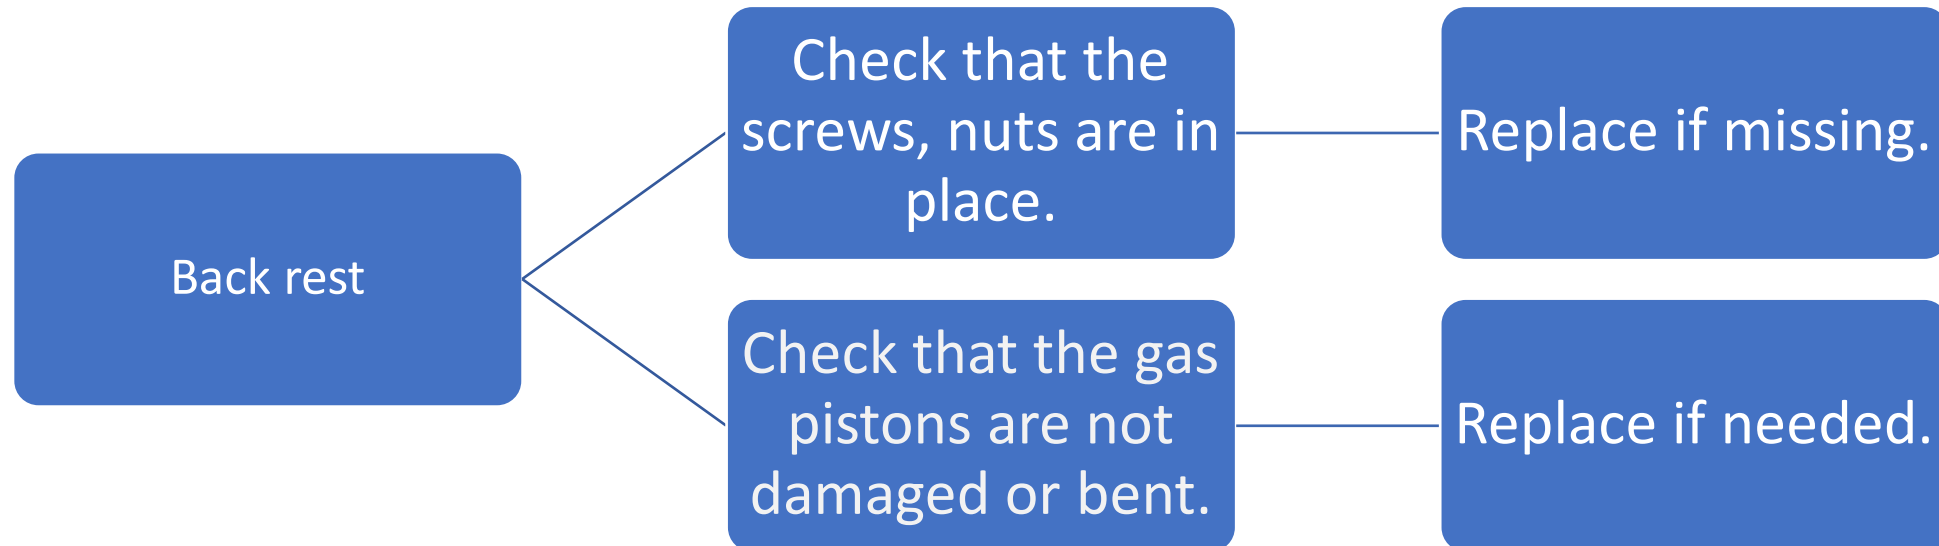 Back rest
Check that the
screws, nuts are in
place.
Replace if missing.
Check that the gas
pistons are not
damaged or bent.
Replace if needed.